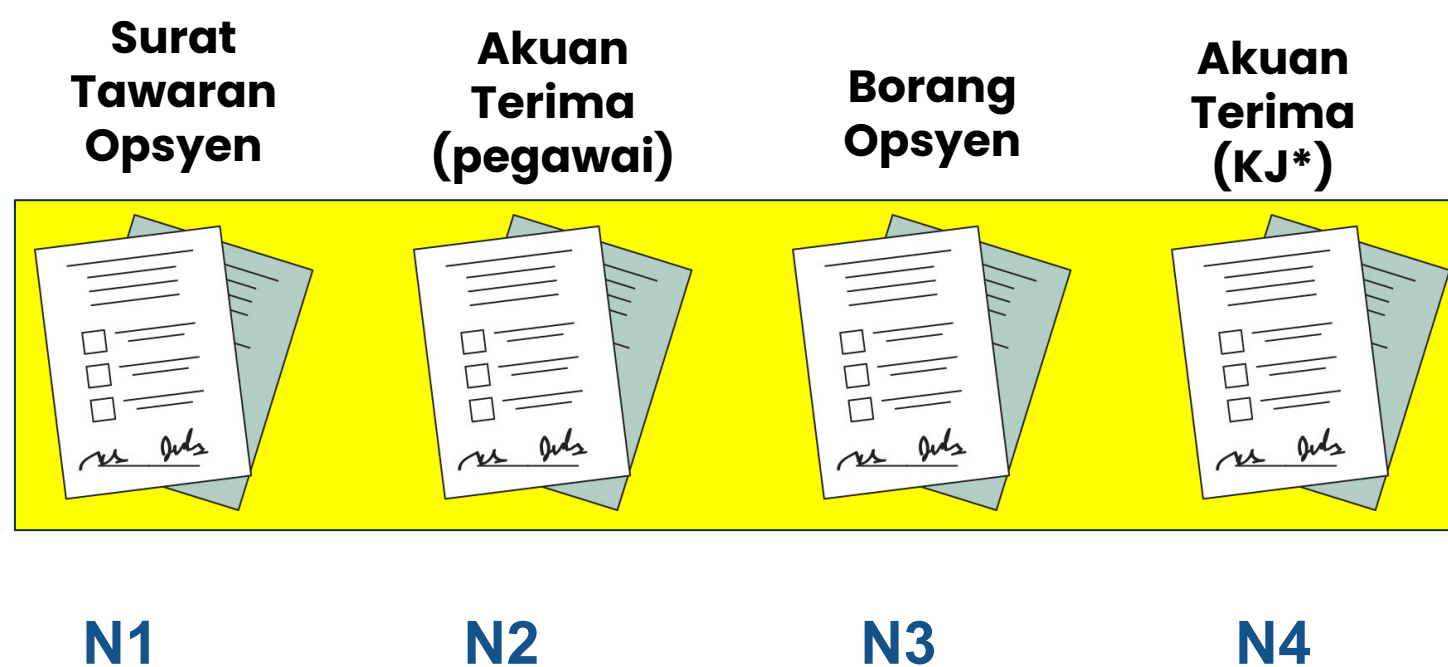 Surat
Tawaran
Opsyen
Akuan
Terima
(pegawai)
Borang
Opsyen
Akuan
Terima
(KJ*)
N1
N2
N3
N4